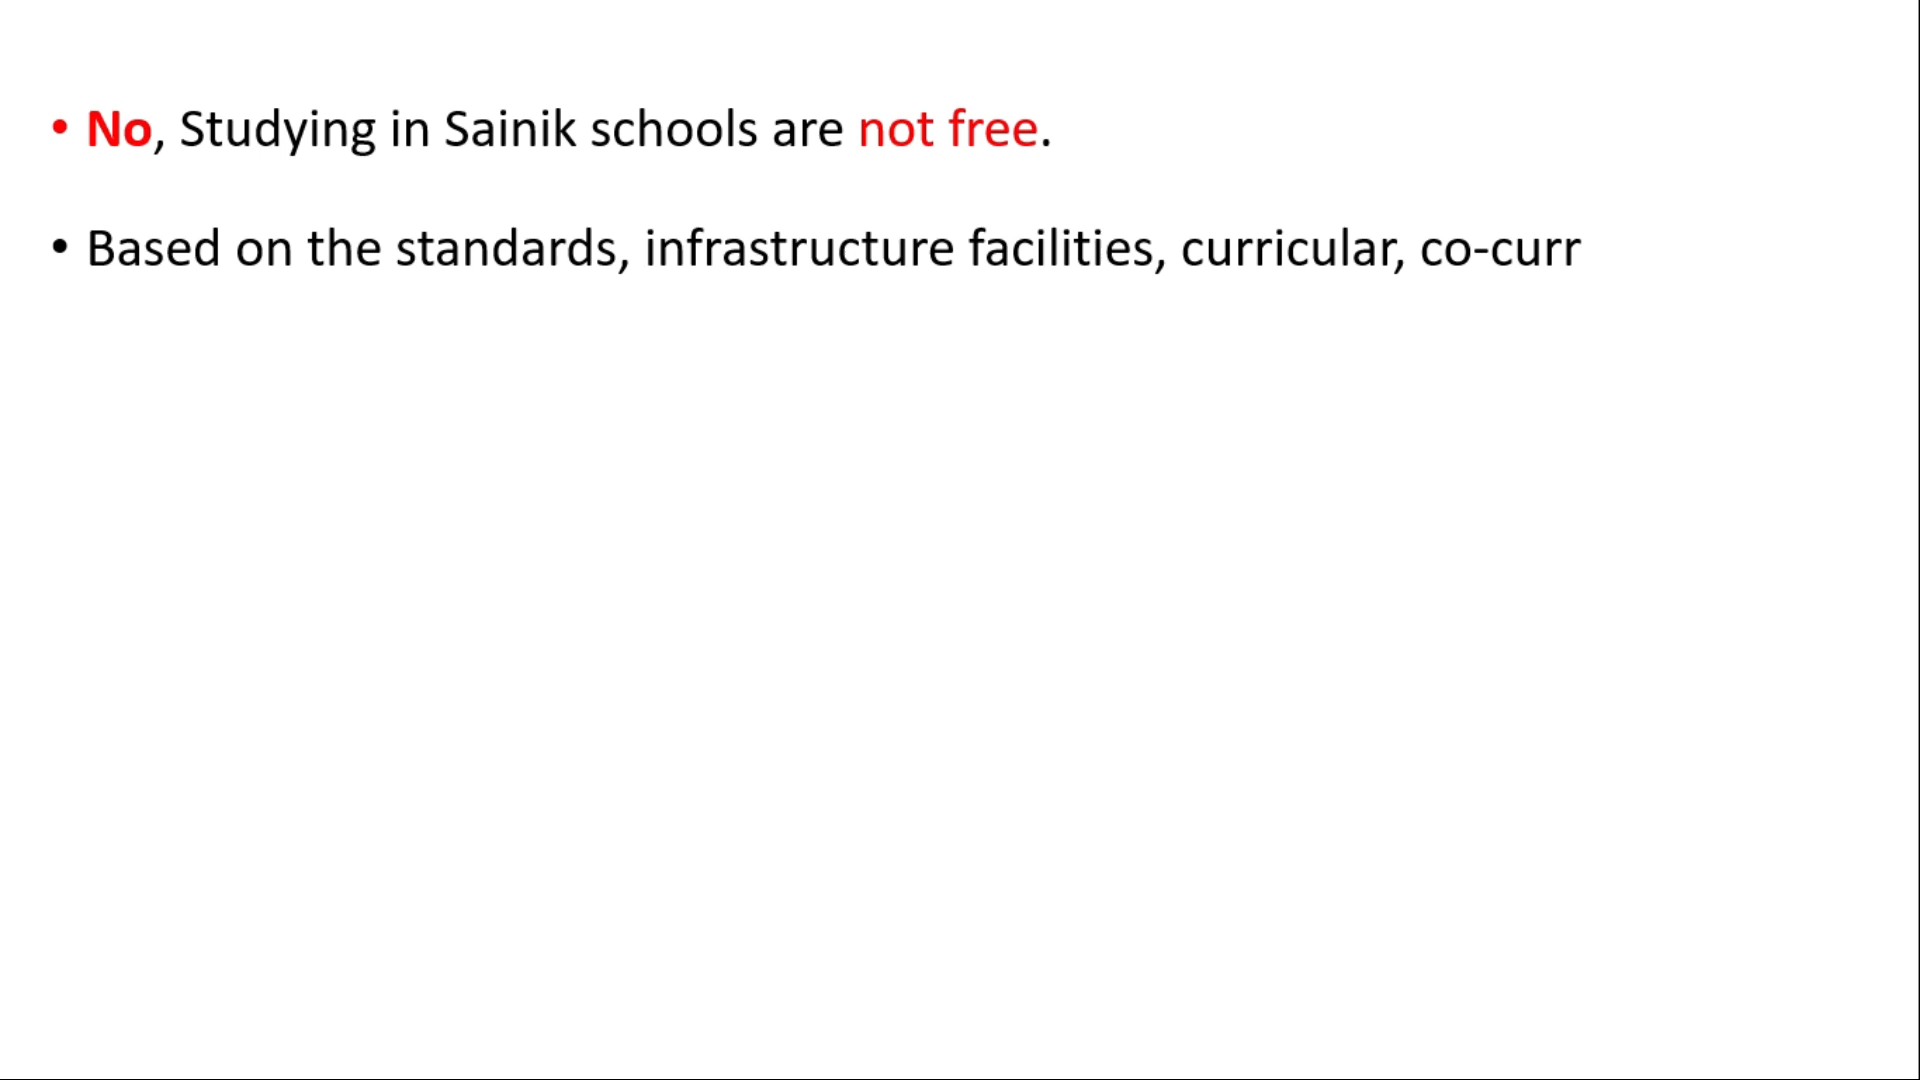 • No, Studying in Sainik schools are not free.
• Based on the standards, infrastructure facilities, curricular, co-curr